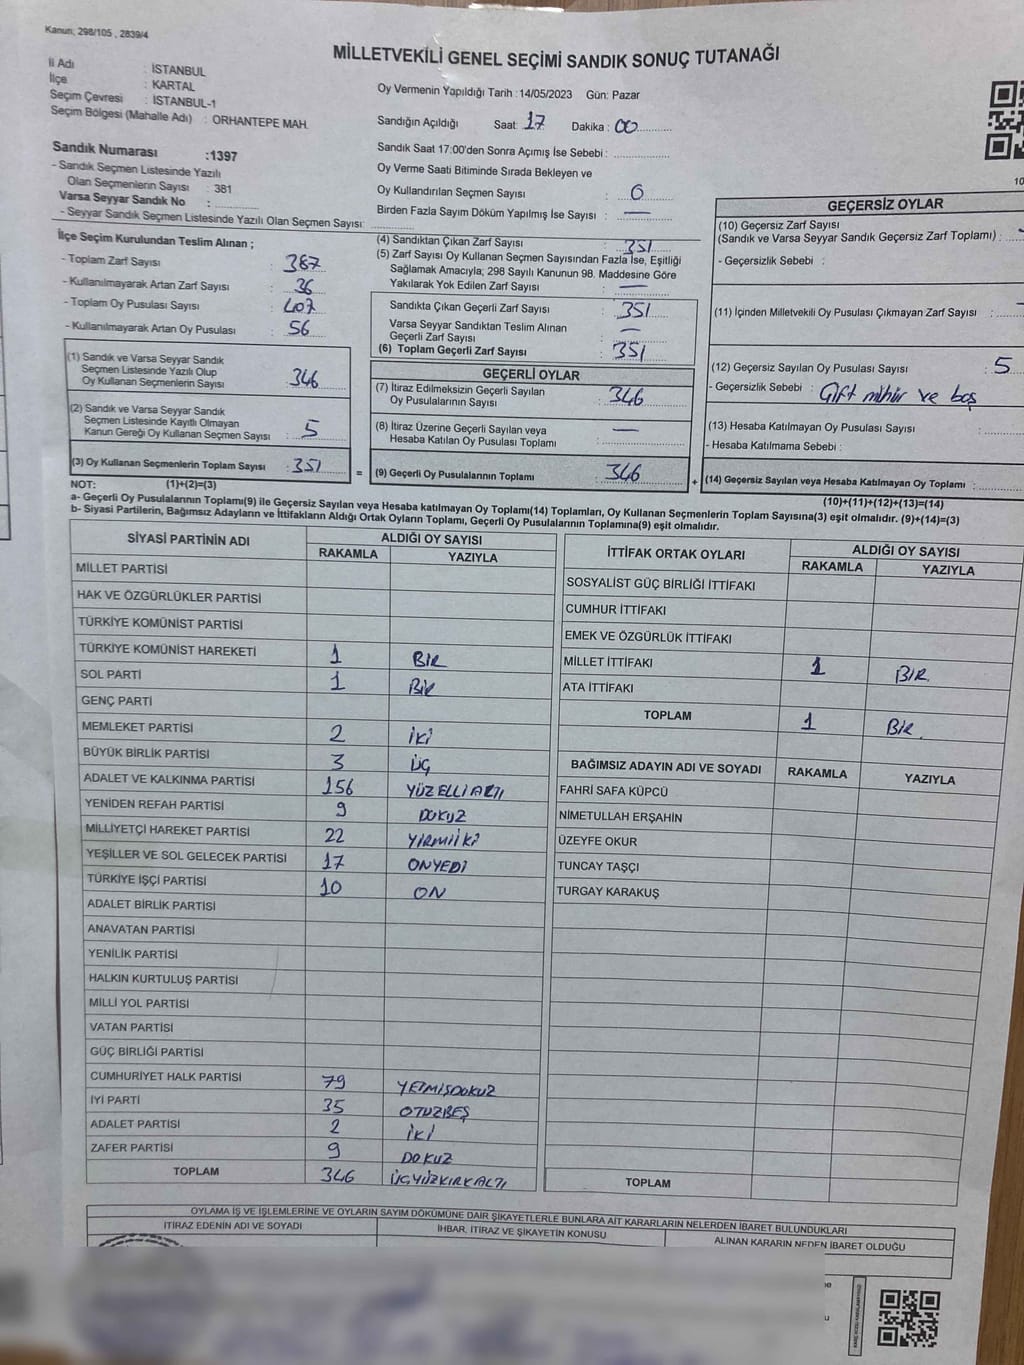 Kanun, 298/105 , 2839/4
MİLLETVEKİLİ GENEL SEÇİMİ SANDIK SONUÇ TUTANAĞI
İl Adı : İSTANBUL
İlçe : KARTAL
Seçim Çevresi : İSTANBUL-1
Seçim Bölgesi (Mahalle Adı) : ORHANTEPE MAH.
Sandık Numarası :1397
- Sandık Seçmen Listesinde Yazılı
Olan Seçmenlerin Sayısı : 381
Varsa Seyyar Sandık No :
- Seyyar Sandık Seçmen Listesinde Yazılı Olan Seçmen Sayısı:
Oy Vermenin Yapıldığı Tarih :14/05/2023 Gün: Pazar
Sandığın Açıldığı Saat: 17 Dakika : 00
Sandık Saat 17:00'den Sonra Açımış İse Sebebi :
Oy Verme Saati Bitiminde Sırada Bekleyen ve
Oy Kullandırılan Seçmen Sayısı : 0
Birden Fazla Sayım Döküm Yapılmış İse Sayısı : —
İlçe Seçim Kurulundan Teslim Alınan ;
- Toplam Zarf Sayısı : 387
- Kullanılmayarak Artan Zarf Sayısı : 36
- Toplam Oy Pusulası Sayısı : 407
- Kullanılmayarak Artan Oy Pusulası : 56
(1) Sandık ve Varsa Seyyar Sandık
Seçmen Listesinde Yazılı Olup
Oy Kullanan Seçmenlerin Sayısı : 346
(2) Sandık ve Varsa Seyyar Sandık
Seçmen Listesinde Kayıtlı Olmayan
Kanun Gereği Oy Kullanan Seçmen Sayısı : 5
(3) Oy Kullanan Seçmenlerin Toplam Sayısı : 351
(4) Sandıktan Çıkan Zarf Sayısı : 351
(5) Zarf Sayısı Oy Kullanan Seçmen Sayısından Fazla İse, Eşitliği
Sağlamak Amacıyla; 298 Sayılı Kanunun 98. Maddesine Göre
Yakılarak Yok Edilen Zarf Sayısı : —
Sandıkta Çıkan Geçerli Zarf Sayısı : 351
Varsa Seyyar Sandıktan Teslim Alınan
Geçerli Zarf Sayısı : —
(6) Toplam Geçerli Zarf Sayısı : 351
GEÇERLİ OYLAR
(7) İtiraz Edilmeksizin Geçerli Sayılan
Oy Pusulalarının Sayısı : 346
(8) İtiraz Üzerine Geçerli Sayılan veya
Hesaba Katılan Oy Pusulası Toplamı : —
= (9) Geçerli Oy Pusulalarının Toplamı : 346
GEÇERSİZ OYLAR
(10) Geçersiz Zarf Sayısı
(Sandık ve Varsa Seyyar Sandık Geçersiz Zarf Toplamı) :
- Geçersizlik Sebebi :
(11) İçinden Milletvekili Oy Pusulası Çıkmayan Zarf Sayısı :
(12) Geçersiz Sayılan Oy Pusulası Sayısı : 5
- Geçersizlik Sebebi : Çift mühür ve boş
(13) Hesaba Katılmayan Oy Pusulası Sayısı :
- Hesaba Katılmama Sebebi :
+ (14) Geçersiz Sayılan veya Hesaba Katılmayan Oy Toplamı :
NOT: (1)+(2)=(3)
(10)+(11)+(12)+(13)=(14)
a- Geçerli Oy Pusulalarının Toplamı(9) ile Geçersiz Sayılan veya Hesaba katılmayan Oy Toplamı(14) Toplamları, Oy Kullanan Seçmenlerin Toplam Sayısına(3) eşit olmalıdır. (9)+(14)=(3)
b- Siyasi Partilerin, Bağımsız Adayların ve İttifakların Aldığı Ortak Oyların Toplamı, Geçerli Oy Pusulalarının Toplamına(9) eşit olmalıdır.
SİYASİ PARTİNİN ADI ALDIĞI OY SAYISI
RAKAMLA YAZIYLA
MİLLET PARTİSİ
HAK VE ÖZGÜRLÜKLER PARTİSİ
TÜRKİYE KOMÜNİST PARTİSİ
TÜRKİYE KOMÜNİST HAREKETİ 1 BİR
SOL PARTİ 1 BİR
GENÇ PARTİ
MEMLEKET PARTİSİ 2 İKİ
BÜYÜK BİRLİK PARTİSİ 3 ÜÇ
ADALET VE KALKINMA PARTİSİ 156 YÜZELLİALTI
YENİDEN REFAH PARTİSİ 9 DOKUZ
MİLLİYETÇİ HAREKET PARTİSİ 22 YİRMİİKİ
YEŞİLLER VE SOL GELECEK PARTİSİ 17 ONYEDİ
TÜRKİYE İŞÇİ PARTİSİ 10 ON
ADALET BİRLİK PARTİSİ
ANAVATAN PARTİSİ
YENİLİK PARTİSİ
HALKIN KURTULUŞ PARTİSİ
MİLLİ YOL PARTİSİ
VATAN PARTİSİ
GÜÇ BİRLİĞİ PARTİSİ
CUMHURİYET HALK PARTİSİ 79 YETMİŞDOKUZ
İYİ PARTİ 35 OTUZBEŞ
ADALET PARTİSİ 2 İKİ
ZAFER PARTİSİ 9 DOKUZ
TOPLAM 346 ÜÇYÜZKIRKALTI
İTTİFAK ORTAK OYLARI ALDIĞI OY SAYISI
RAKAMLA YAZIYLA
SOSYALİST GÜÇ BİRLİĞİ İTTİFAKI
CUMHUR İTTİFAKI
EMEK VE ÖZGÜRLÜK İTTİFAKI
MİLLET İTTİFAKI 1 BİR.
ATA İTTİFAKI
TOPLAM 1 BİR.
BAĞIMSIZ ADAYIN ADI VE SOYADI RAKAMLA YAZIYLA
FAHRİ SAFA KÜPCÜ
NİMETULLAH ERŞAHİN
ÜZEYFE OKUR
TUNCAY TAŞÇI
TURGAY KARAKUŞ
TOPLAM
OYLAMA İŞ VE İŞLEMLERİNE VE OYLARIN SAYIM DÖKÜMÜNE DAİR ŞİKAYETLERLE BUNLARA AİT KARARLARIN NELERDEN İBARET BULUNDUKLARI
İTİRAZ EDENİN ADI VE SOYADI İHBAR, İTİRAZ VE ŞİKAYETİN KONUSU ALINAN KARARIN NEDEN İBARET OLDUĞU